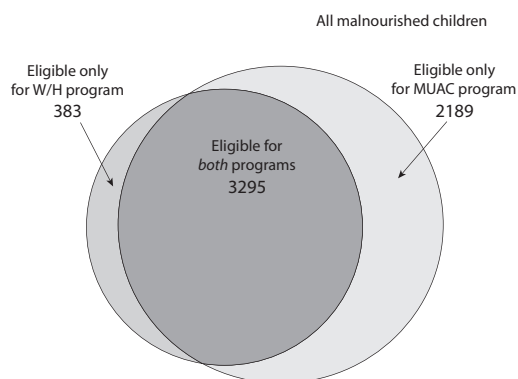 All malnourished children
Eligible only
for W/H program
383
Eligible only
for MUAC program
2189
Eligible for
both programs
3295